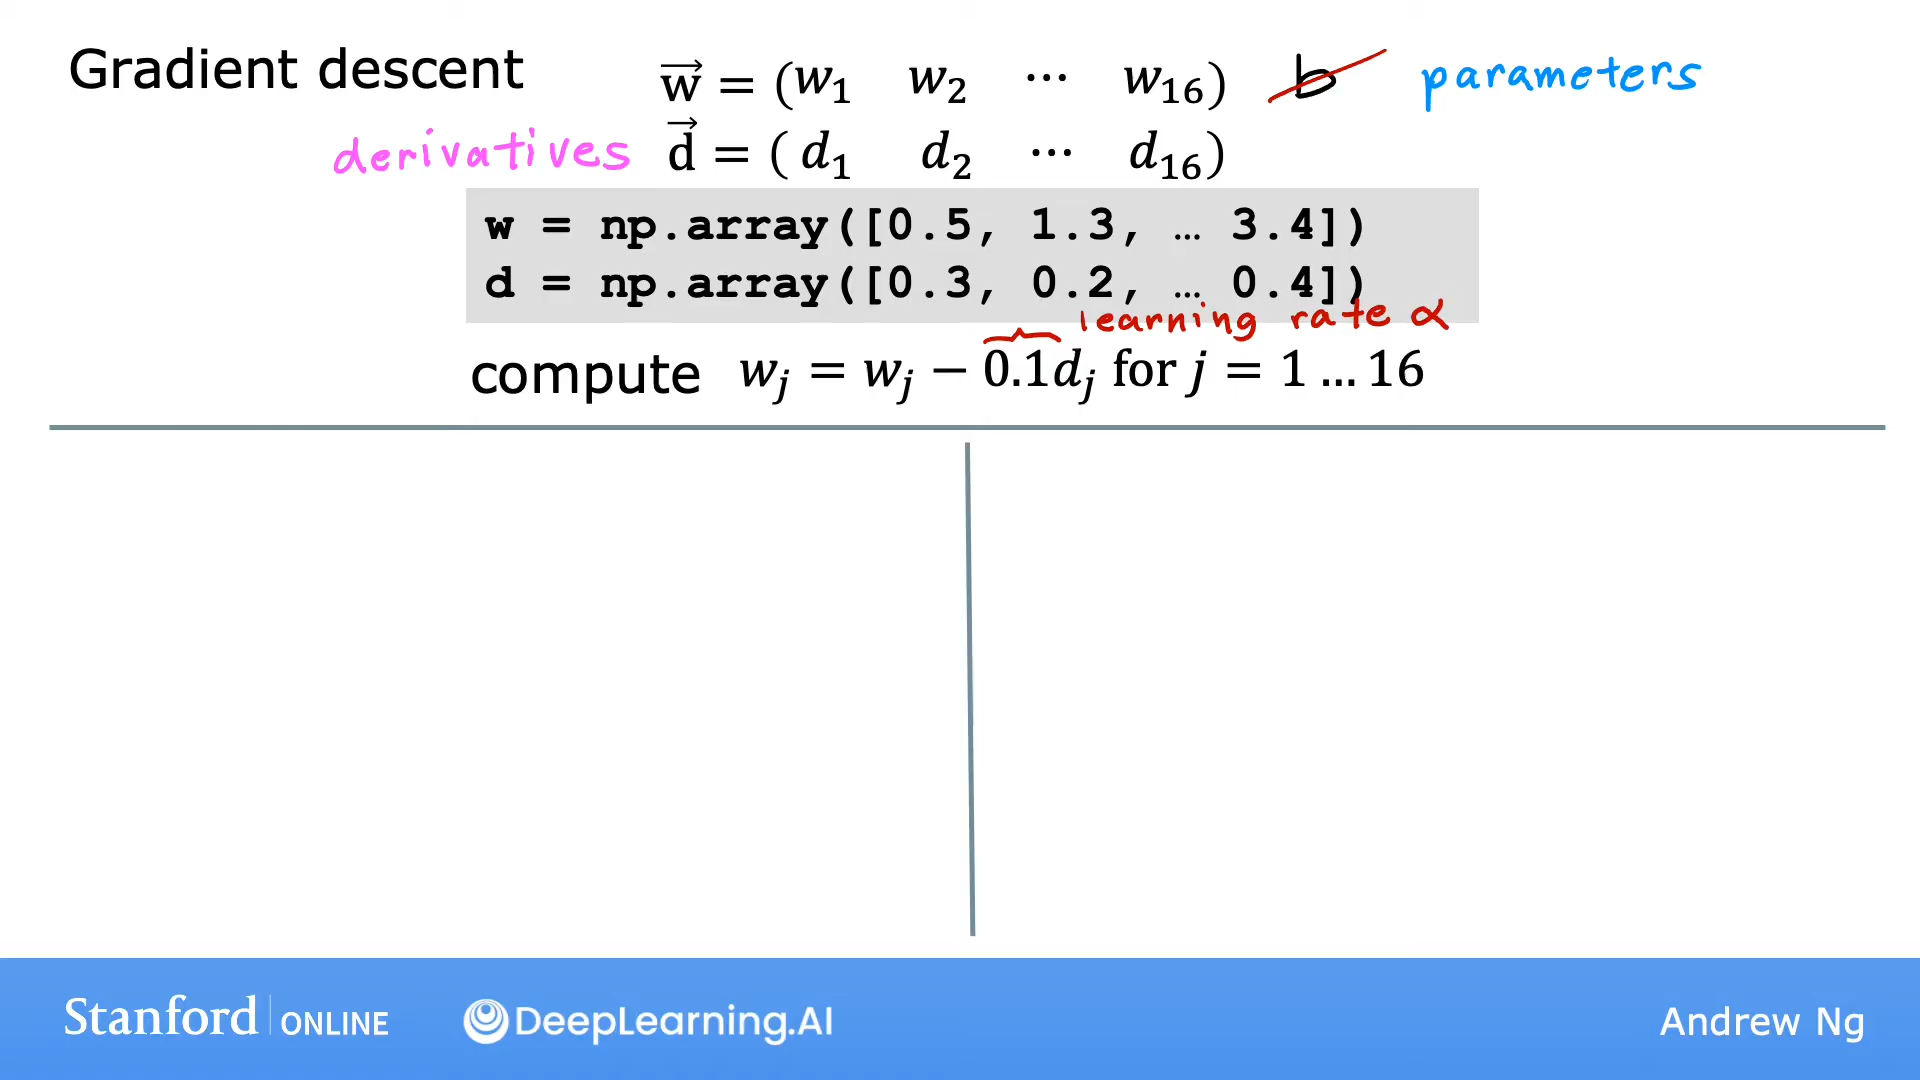 Gradient descent
w⃗ = (w₁ w₂ ⋯ w₁₆) b parameters
derivatives d⃗ = (d₁ d₂ ⋯ d₁₆)
w = np.array([0.5, 1.3, … 3.4])
d = np.array([0.3, 0.2, … 0.4])
learning rate α
compute wⱼ = wⱼ − 0.1dⱼ for j = 1 … 16
Stanford | ONLINE DeepLearning.AI Andrew Ng